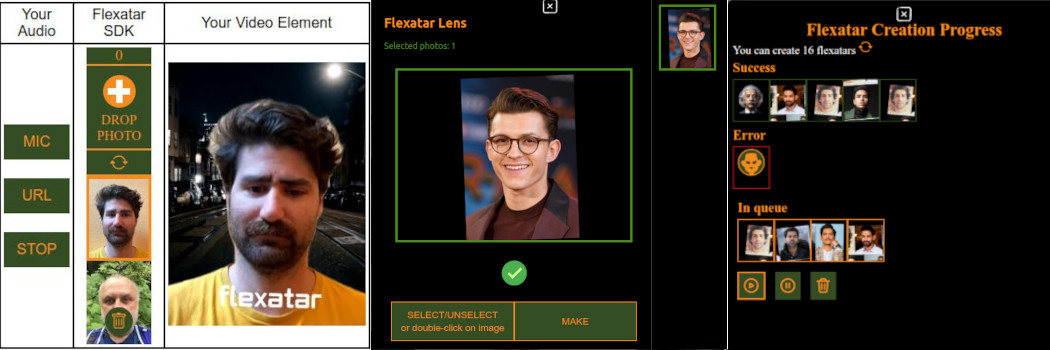 Your
Audio
Flexatar
SDK
Your Video Element
MIC
URL
STOP
0
DROP
PHOTO
flexatar
Flexatar Lens
Selected photos: 1
SELECT/UNSELECT
or double-click on image
MAKE
Flexatar Creation Progress
You can create 16 flexatars
Success
Error
In queue